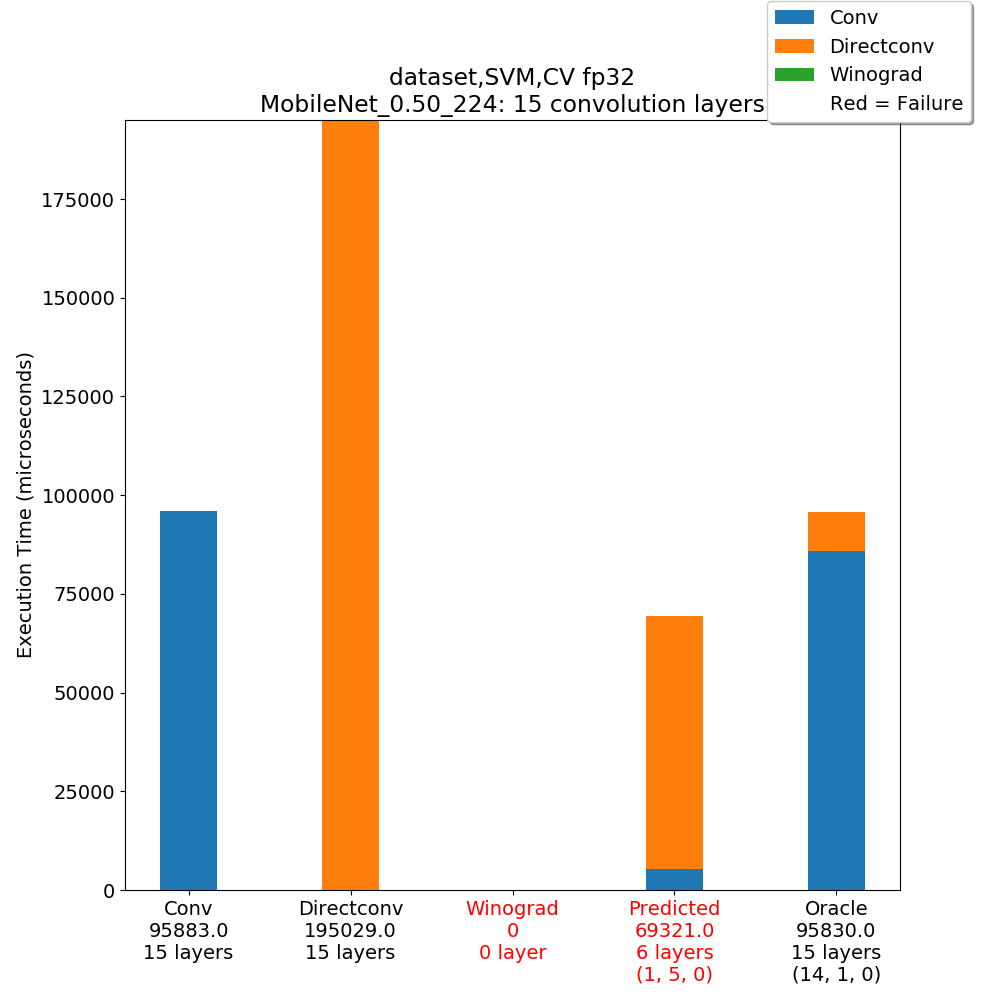 Conv
Directconv
Winograd
Red = Failure
dataset,SVM,CV fp32
MobileNet_0.50_224: 15 convolution layers
Execution Time (microseconds)
175000
150000
125000
100000
75000
50000
25000
0
Conv
95883.0
15 layers
Directconv
195029.0
15 layers
Winograd
0
0 layer
Predicted
69321.0
6 layers
(1, 5, 0)
Oracle
95830.0
15 layers
(14, 1, 0)